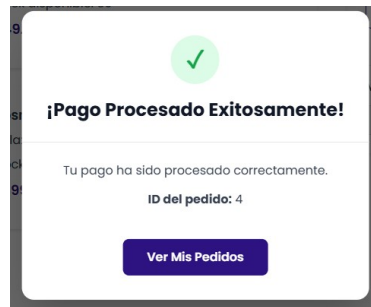 ¡Pago Procesado Exitosamente!
Tu pago ha sido procesado correctamente.
ID del pedido: 4
Ver Mis Pedidos